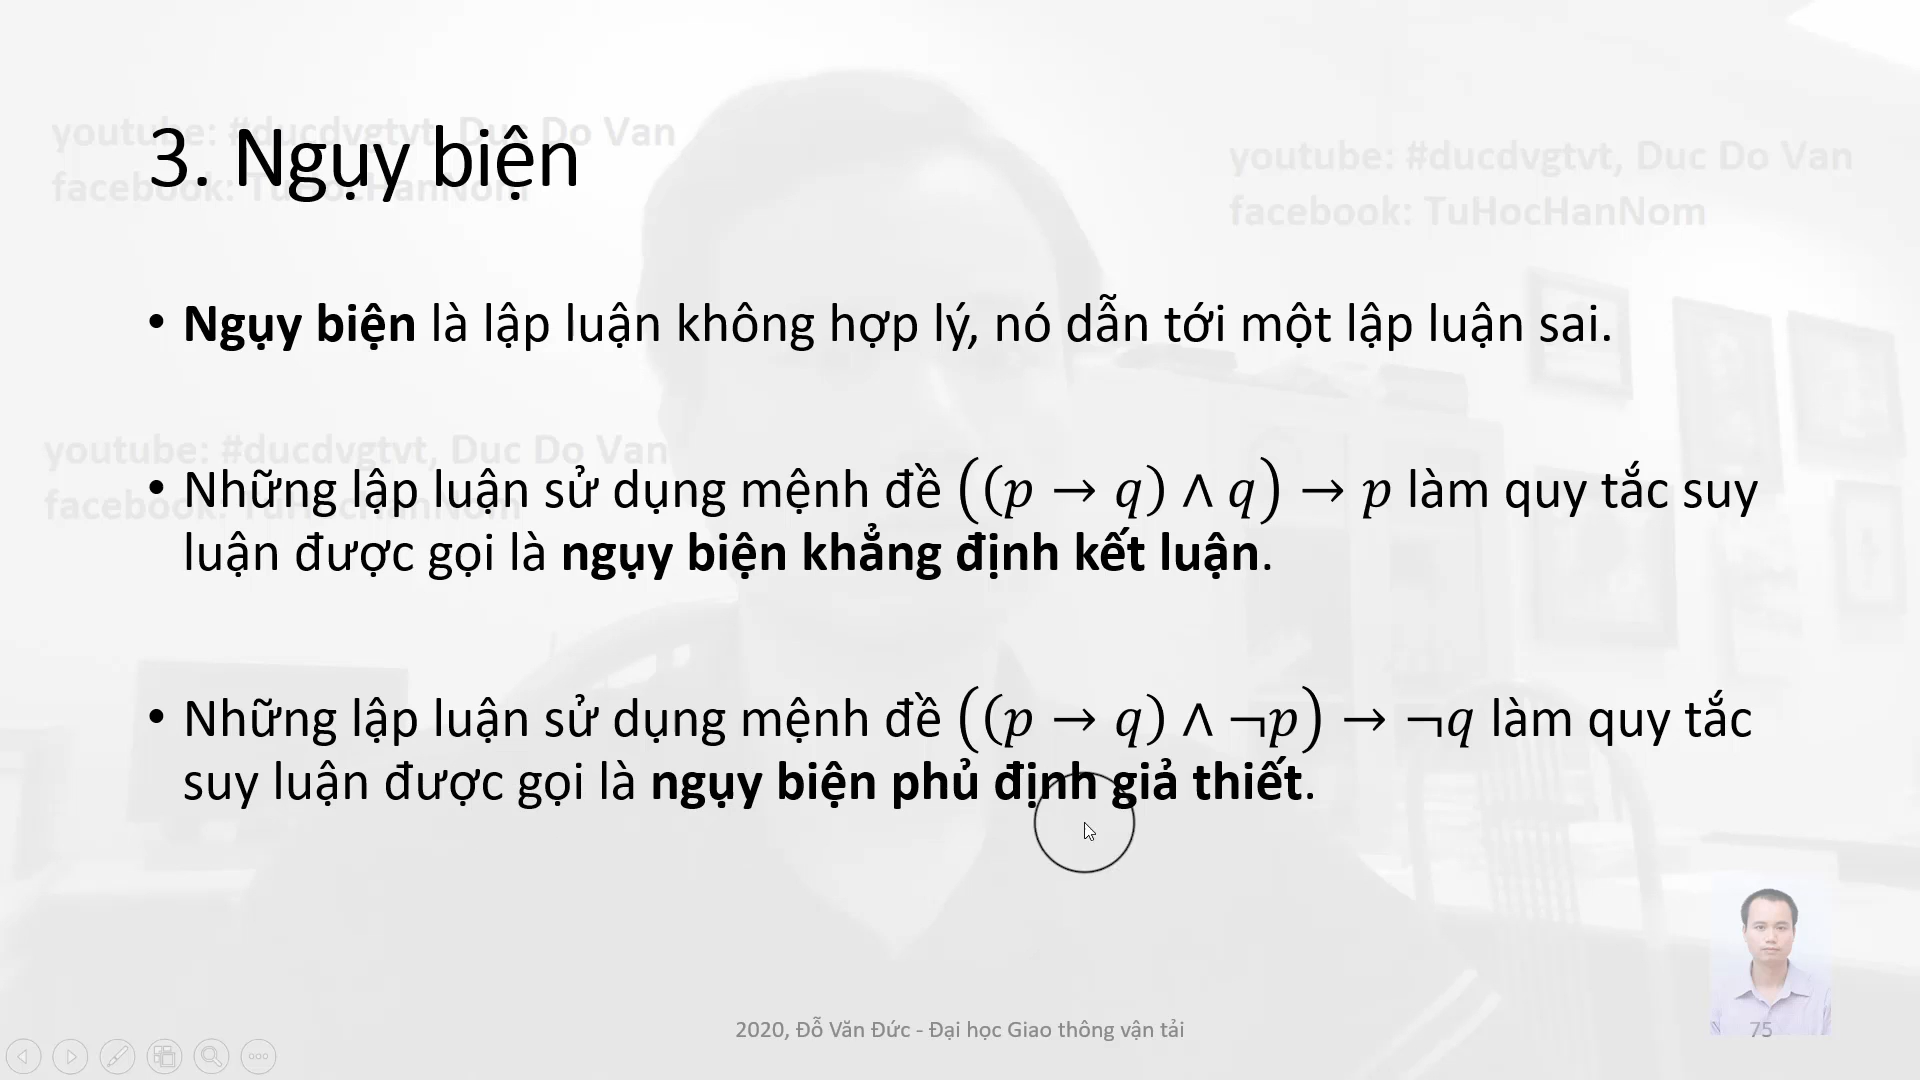 youtube: #ducdvgtvt, Duc Do Van
facebook: TuHocHanNom
3. Ngụy biện
youtube: #ducdvgtvt, Duc Do Van
facebook: TuHocHanNom
• Ngụy biện là lập luận không hợp lý, nó dẫn tới một lập luận sai.
youtube: #ducdvgtvt, Duc Do Van
facebook: TuHocHanNom
• Những lập luận sử dụng mệnh đề ((p → q) ∧ q) → p làm quy tắc suy
luận được gọi là ngụy biện khẳng định kết luận.
• Những lập luận sử dụng mệnh đề ((p → q) ∧ ¬p) → ¬q làm quy tắc
suy luận được gọi là ngụy biện phủ định giả thiết.
2020, Đỗ Văn Đức - Đại học Giao thông vận tải
75